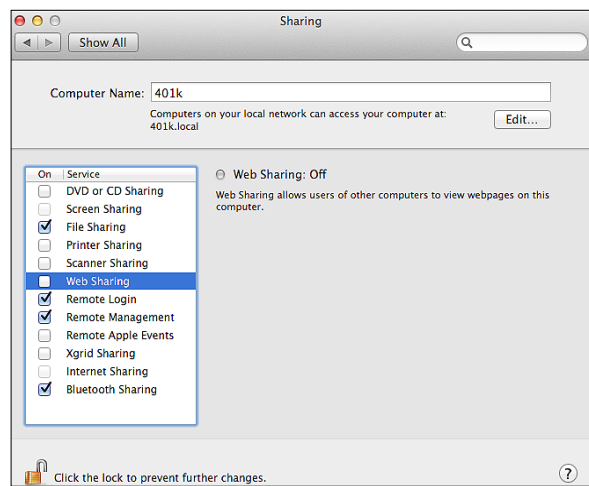 Sharing
Show All
Computer Name: 401k
Computers on your local network can access your computer at:
401k.local
Edit...
On Service
DVD or CD Sharing
Screen Sharing
File Sharing
Printer Sharing
Scanner Sharing
Web Sharing
Remote Login
Remote Management
Remote Apple Events
Xgrid Sharing
Internet Sharing
Bluetooth Sharing
Web Sharing: Off
Web Sharing allows users of other computers to view webpages on this
computer.
Click the lock to prevent further changes.
?